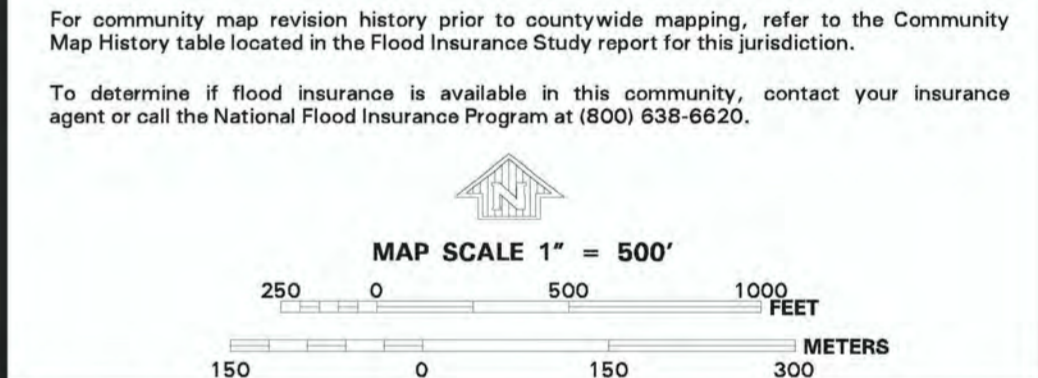 For community map revision history prior to countywide mapping, refer to the Community
Map History table located in the Flood Insurance Study report for this jurisdiction.
To determine if flood insurance is available in this community, contact your insurance
agent or call the National Flood Insurance Program at (800) 638-6620.
N
MAP SCALE 1" = 500'
250 0 500 1000
FEET
METERS
150 0 150 300